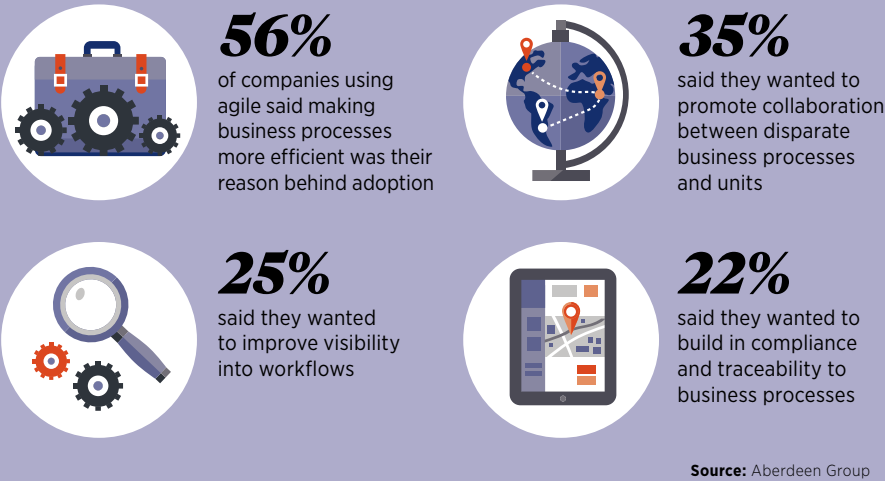 56%
of companies using
agile said making
business processes
more efficient was their
reason behind adoption
35%
said they wanted to
promote collaboration
between disparate
business processes
and units
25%
said they wanted
to improve visibility
into workflows
22%
said they wanted to
build in compliance
and traceability to
business processes
Source: Aberdeen Group